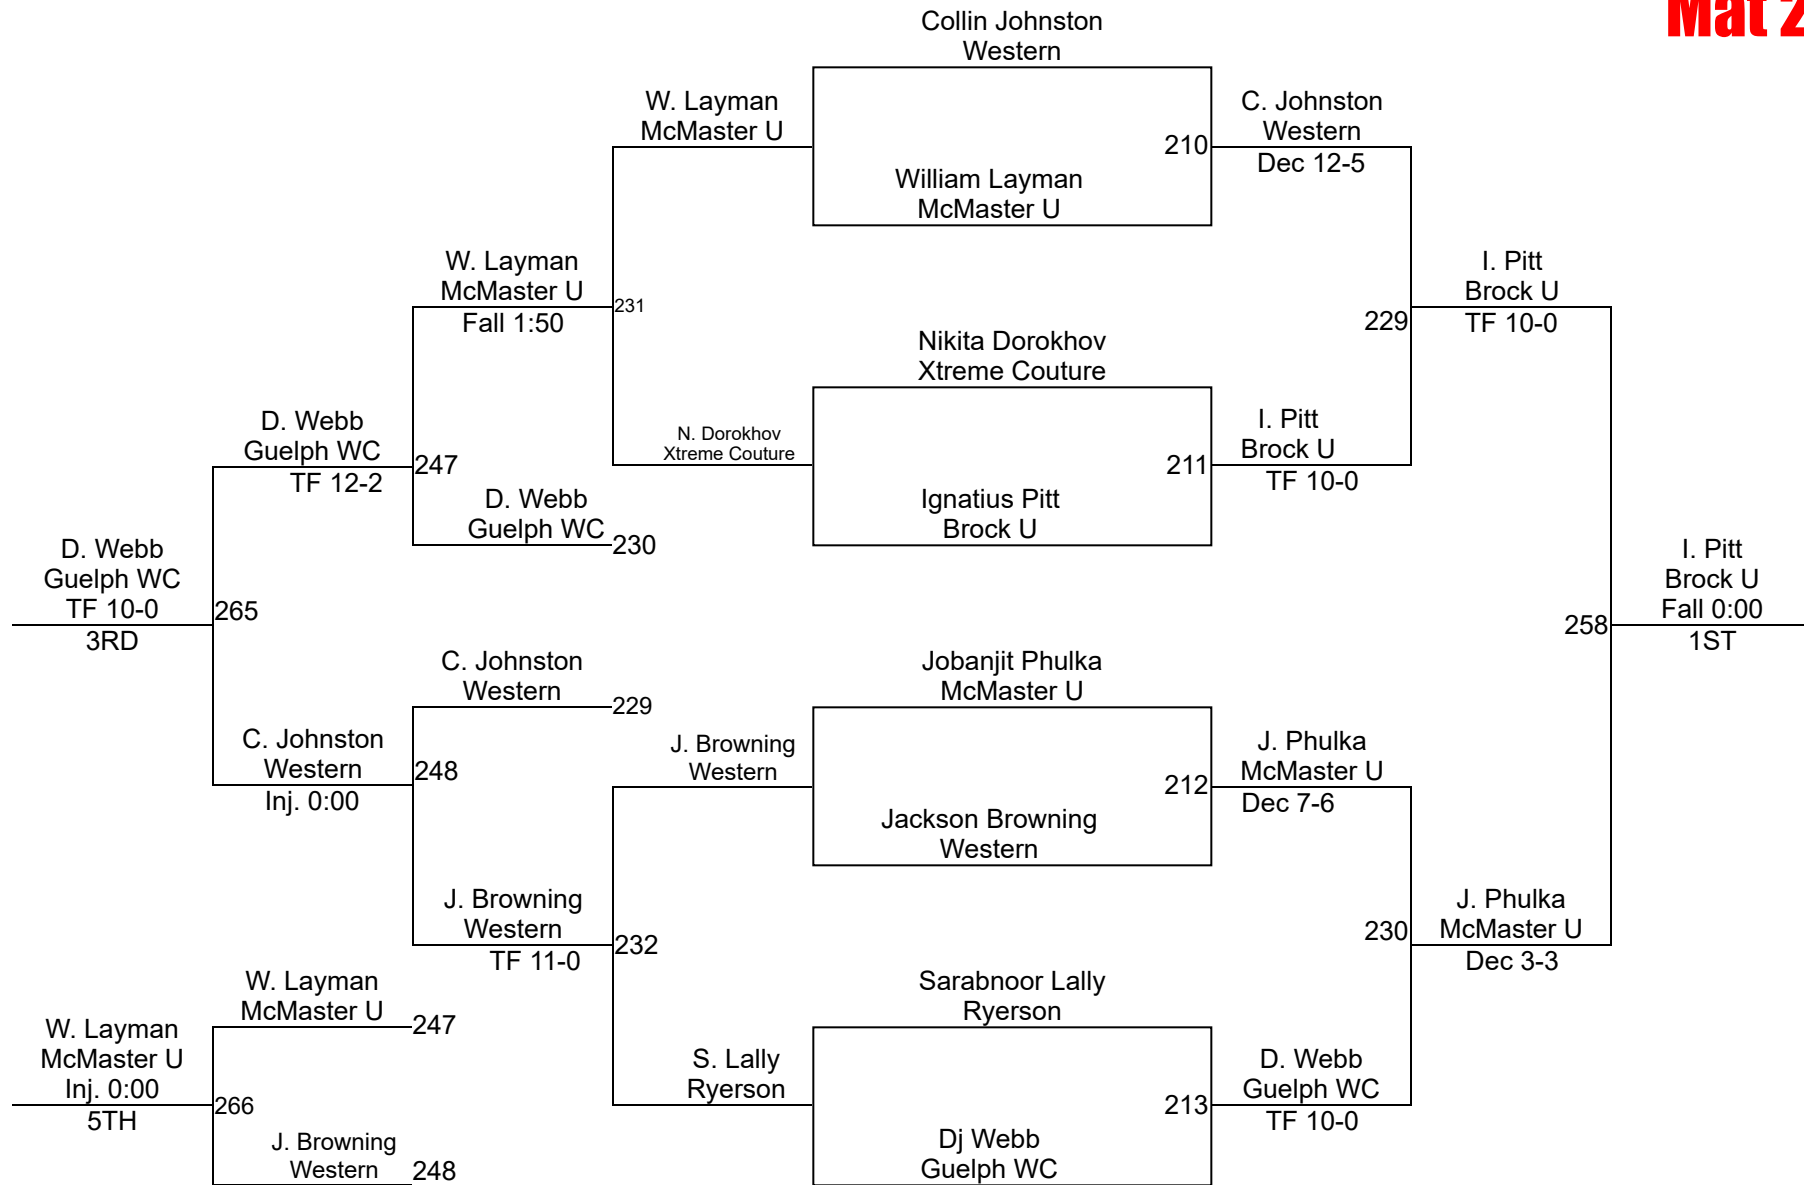 Mat 2
Collin Johnston
Western
W. Layman
McMaster U
210
C. Johnston
Western
Dec 12-5
William Layman
McMaster U
W. Layman
McMaster U
Fall 1:50
231
229
I. Pitt
Brock U
TF 10-0
Nikita Dorokhov
Xtreme Couture
D. Webb
Guelph WC
TF 12-2
247
N. Dorokhov
Xtreme Couture
211
I. Pitt
Brock U
TF 10-0
D. Webb
Guelph WC
230
Ignatius Pitt
Brock U
D. Webb
Guelph WC
TF 10-0
3RD
265
258
I. Pitt
Brock U
Fall 0:00
1ST
C. Johnston
Western
229
Jobanjit Phulka
McMaster U
C. Johnston
Western
Inj. 0:00
248
J. Browning
Western
212
J. Phulka
McMaster U
Dec 7-6
Jackson Browning
Western
J. Browning
Western
TF 11-0
232
230
J. Phulka
McMaster U
Dec 3-3
W. Layman
McMaster U
247
Sarabnoor Lally
Ryerson
W. Layman
McMaster U
Inj. 0:00
5TH
266
S. Lally
Ryerson
213
D. Webb
Guelph WC
TF 10-0
J. Browning
Western
248
Dj Webb
Guelph WC